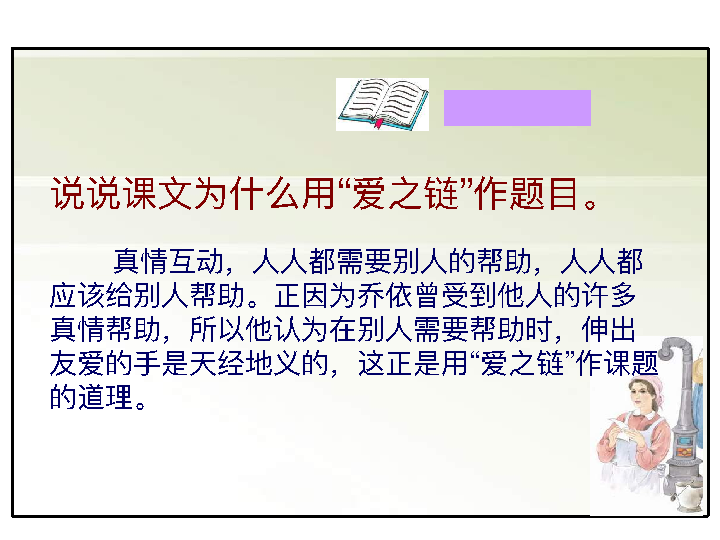 说说课文为什么用“爱之链”作题目。
真情互动，人人都需要别人的帮助，人人都
应该给别人帮助。正因为乔依曾受到他人的许多
真情帮助，所以他认为在别人需要帮助时，伸出
友爱的手是天经地义的，这正是用“爱之链”作课题
的道理。